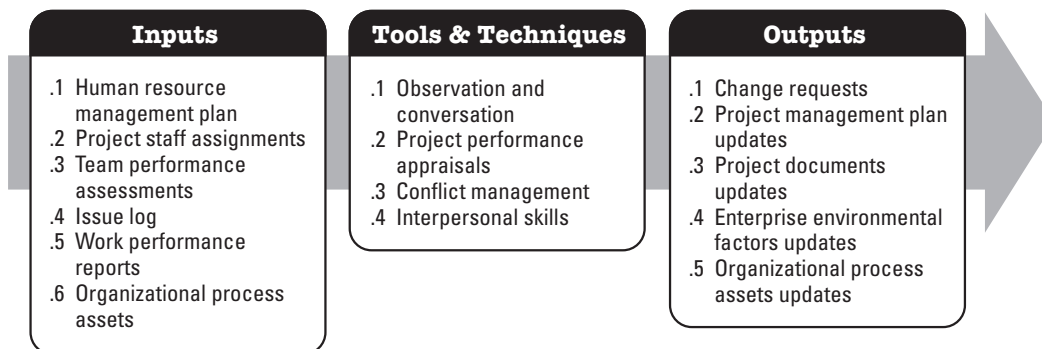 Inputs
.1 Human resource
management plan
.2 Project staff assignments
.3 Team performance
assessments
.4 Issue log
.5 Work performance
reports
.6 Organizational process
assets
Tools & Techniques
.1 Observation and
conversation
.2 Project performance
appraisals
.3 Conflict management
.4 Interpersonal skills
Outputs
.1 Change requests
.2 Project management plan
updates
.3 Project documents
updates
.4 Enterprise environmental
factors updates
.5 Organizational process
assets updates